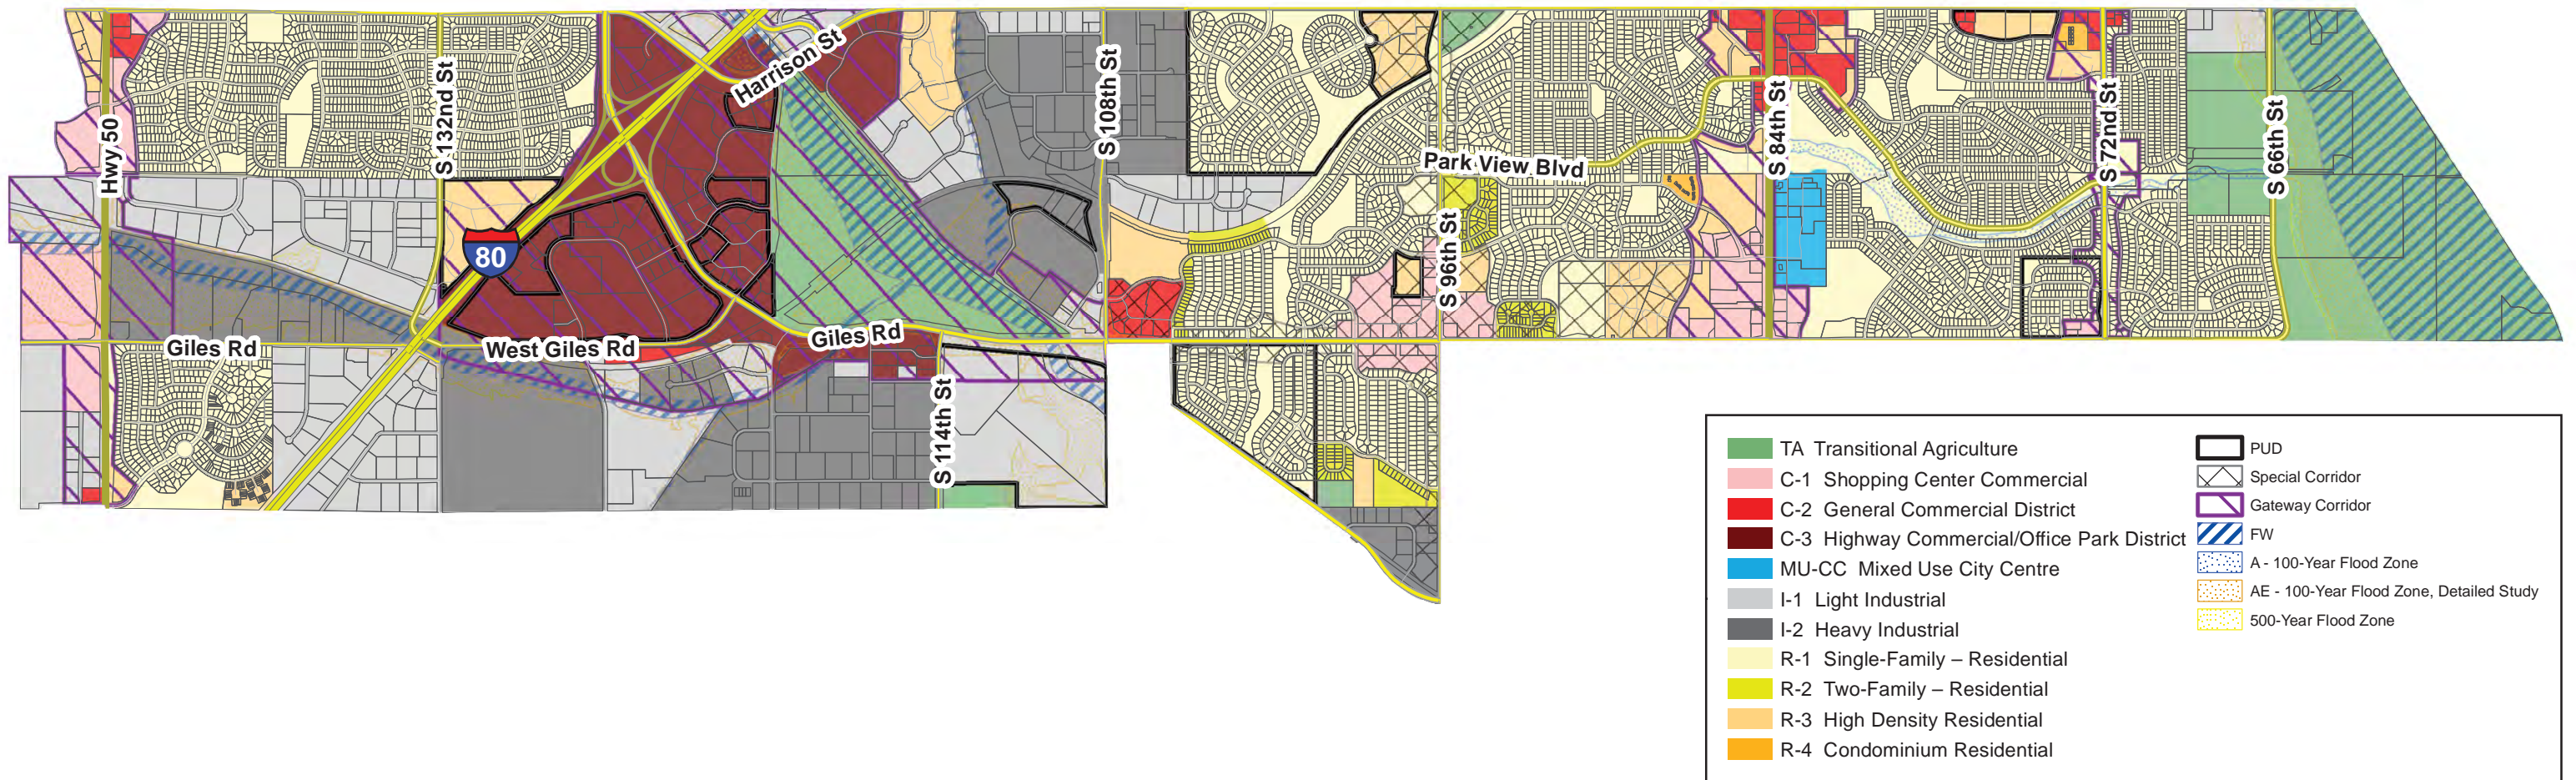 Harrison St
Hwy 50
S 132nd St
S 108th St
Park View Blvd
S 84th St
S 72nd St
S 66th St
80
S 96th St
Giles Rd
West Giles Rd
Giles Rd
S 114th St
TA Transitional Agriculture
C-1 Shopping Center Commercial
C-2 General Commercial District
C-3 Highway Commercial/Office Park District
MU-CC Mixed Use City Centre
I-1 Light Industrial
I-2 Heavy Industrial
R-1 Single-Family – Residential
R-2 Two-Family – Residential
R-3 High Density Residential
R-4 Condominium Residential
PUD
Special Corridor
Gateway Corridor
FW
A - 100-Year Flood Zone
AE - 100-Year Flood Zone, Detailed Study
500-Year Flood Zone